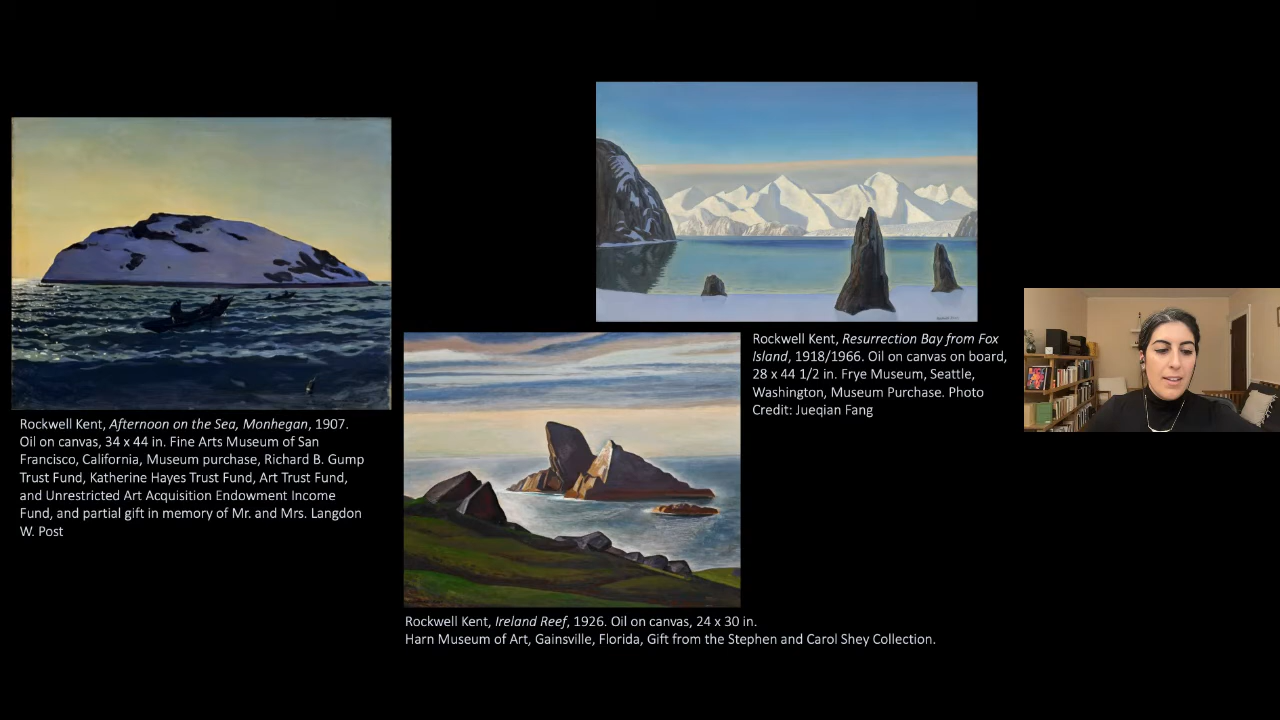 Rockwell Kent, Afternoon on the Sea, Monhegan, 1907.
Oil on canvas, 34 x 44 in. Fine Arts Museum of San
Francisco, California, Museum purchase, Richard B. Gump
Trust Fund, Katherine Hayes Trust Fund, Art Trust Fund,
and Unrestricted Art Acquisition Endowment Income
Fund, and partial gift in memory of Mr. and Mrs. Langdon
W. Post
Rockwell Kent, Ireland Reef, 1926. Oil on canvas, 24 x 30 in.
Harn Museum of Art, Gainsville, Florida, Gift from the Stephen and Carol Shey Collection.
Rockwell Kent, Resurrection Bay from Fox
Island, 1918/1966. Oil on canvas on board,
28 x 44 1/2 in. Frye Museum, Seattle,
Washington, Museum Purchase. Photo
Credit: Jueqian Fang